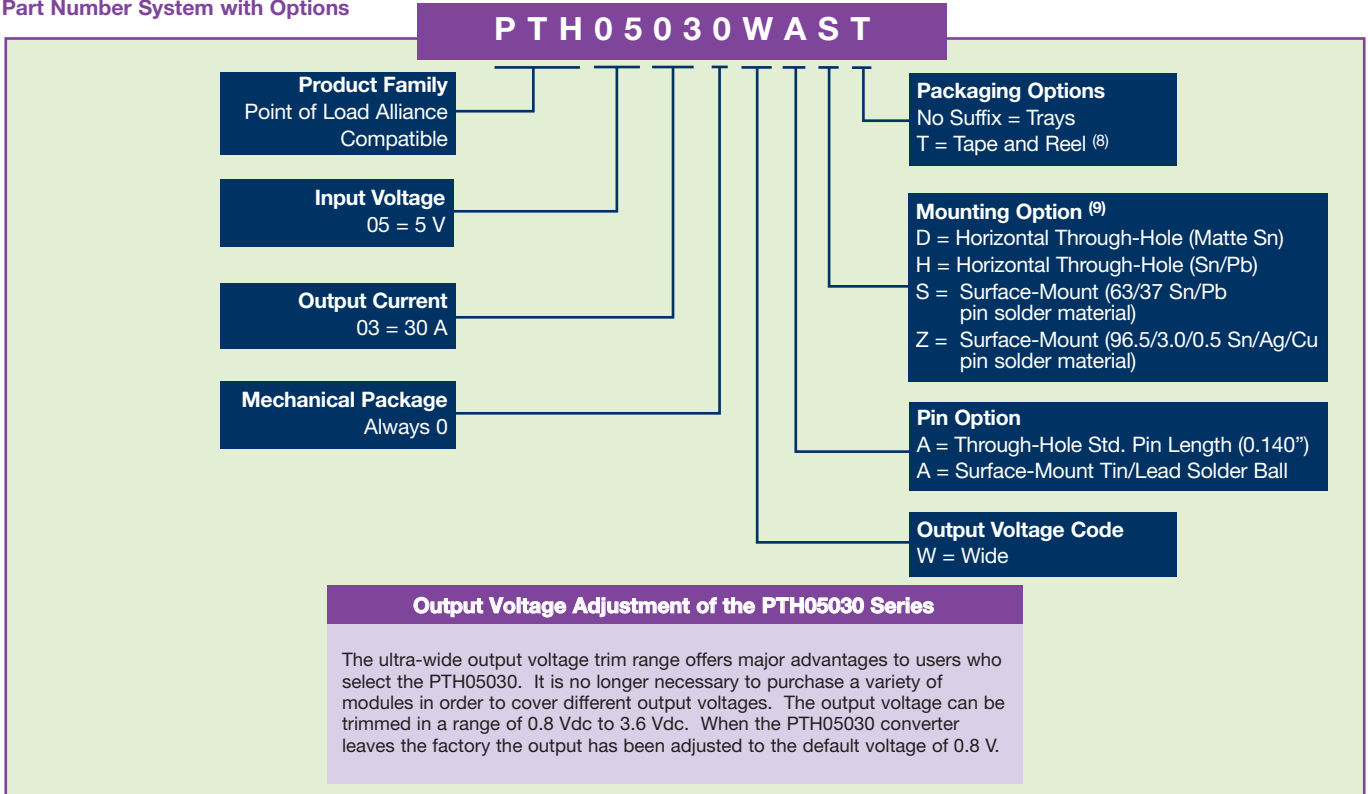 Part Number System with Options
PTH05030WAST
Product Family
Point of Load Alliance
Compatible
Input Voltage
05 = 5 V
Output Current
03 = 30 A
Mechanical Package
Always 0
Packaging Options
No Suffix = Trays
T = Tape and Reel (8)
Mounting Option (9)
D = Horizontal Through-Hole (Matte Sn)
H = Horizontal Through-Hole (Sn/Pb)
S = Surface-Mount (63/37 Sn/Pb
pin solder material)
Z = Surface-Mount (96.5/3.0/0.5 Sn/Ag/Cu
pin solder material)
Pin Option
A = Through-Hole Std. Pin Length (0.140”)
A = Surface-Mount Tin/Lead Solder Ball
Output Voltage Code
W = Wide
Output Voltage Adjustment of the PTH05030 Series
The ultra-wide output voltage trim range offers major advantages to users who
select the PTH05030. It is no longer necessary to purchase a variety of
modules in order to cover different output voltages. The output voltage can be
trimmed in a range of 0.8 Vdc to 3.6 Vdc. When the PTH05030 converter
leaves the factory the output has been adjusted to the default voltage of 0.8 V.